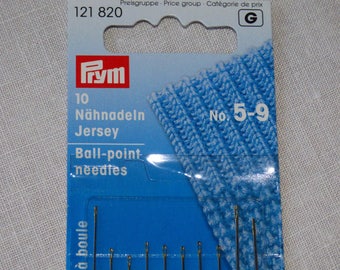 Preisgruppe · Price group · Catégorie de prix
121 820
G
Prym
10
Nähnadeln
Jersey
No. 5-9
Ball-point
needles
à boule